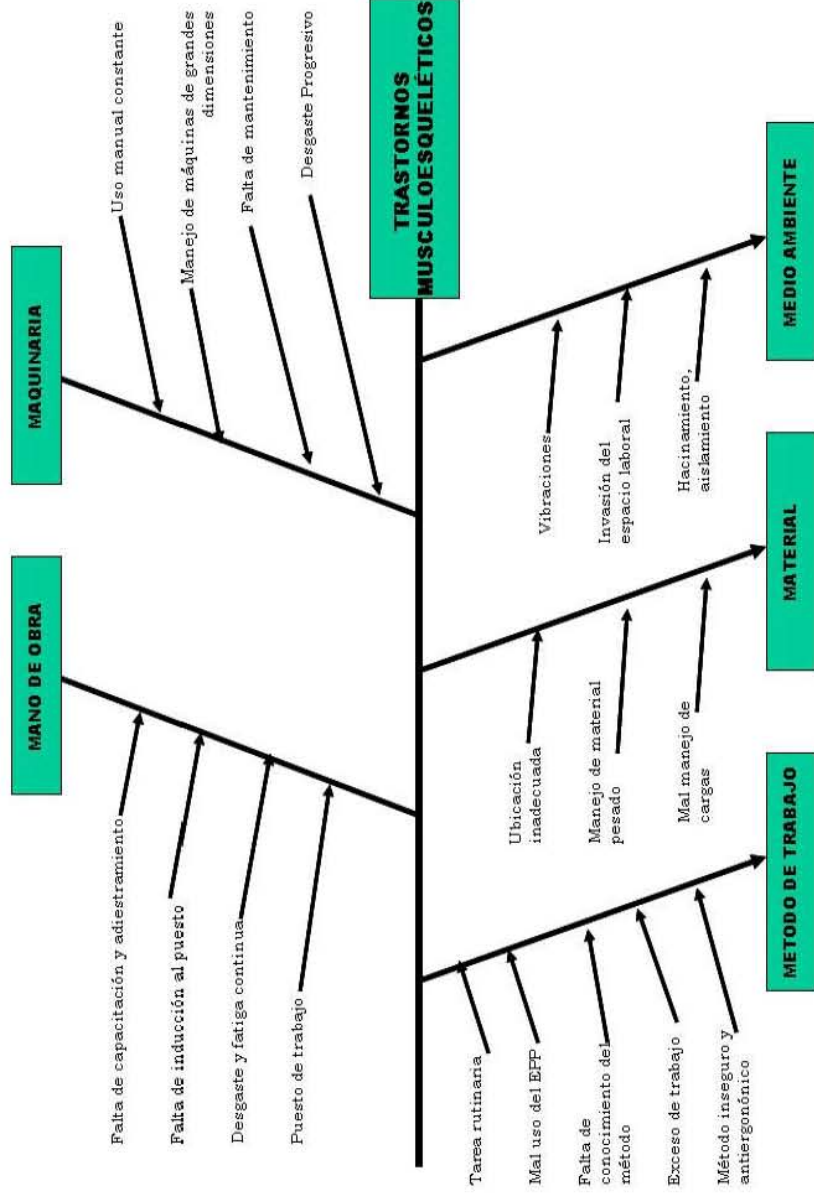 MANO DE OBRA
MAQUINARIA
Falta de capacitación y adiestramiento
Falta de inducción al puesto
Desgaste y fatiga continua
Puesto de trabajo
Uso manual constante
Manejo de máquinas de grandes
dimensiones
Falta de mantenimiento
Desgaste Progresivo
TRASTORNOS
MUSCULOESQUELÉTICOS
Tarea rutinaria
Mal uso del EPP
Falta de
conocimiento del
método
Exceso de trabajo
Método inseguro y
antiergonónico
Ubicación
inadecuada
Manejo de material
pesado
Mal manejo de
cargas
Vibraciones
Invasión del
espacio laboral
Hacinamiento,
aislamiento
METODO DE TRABAJO
MATERIAL
MEDIO AMBIENTE